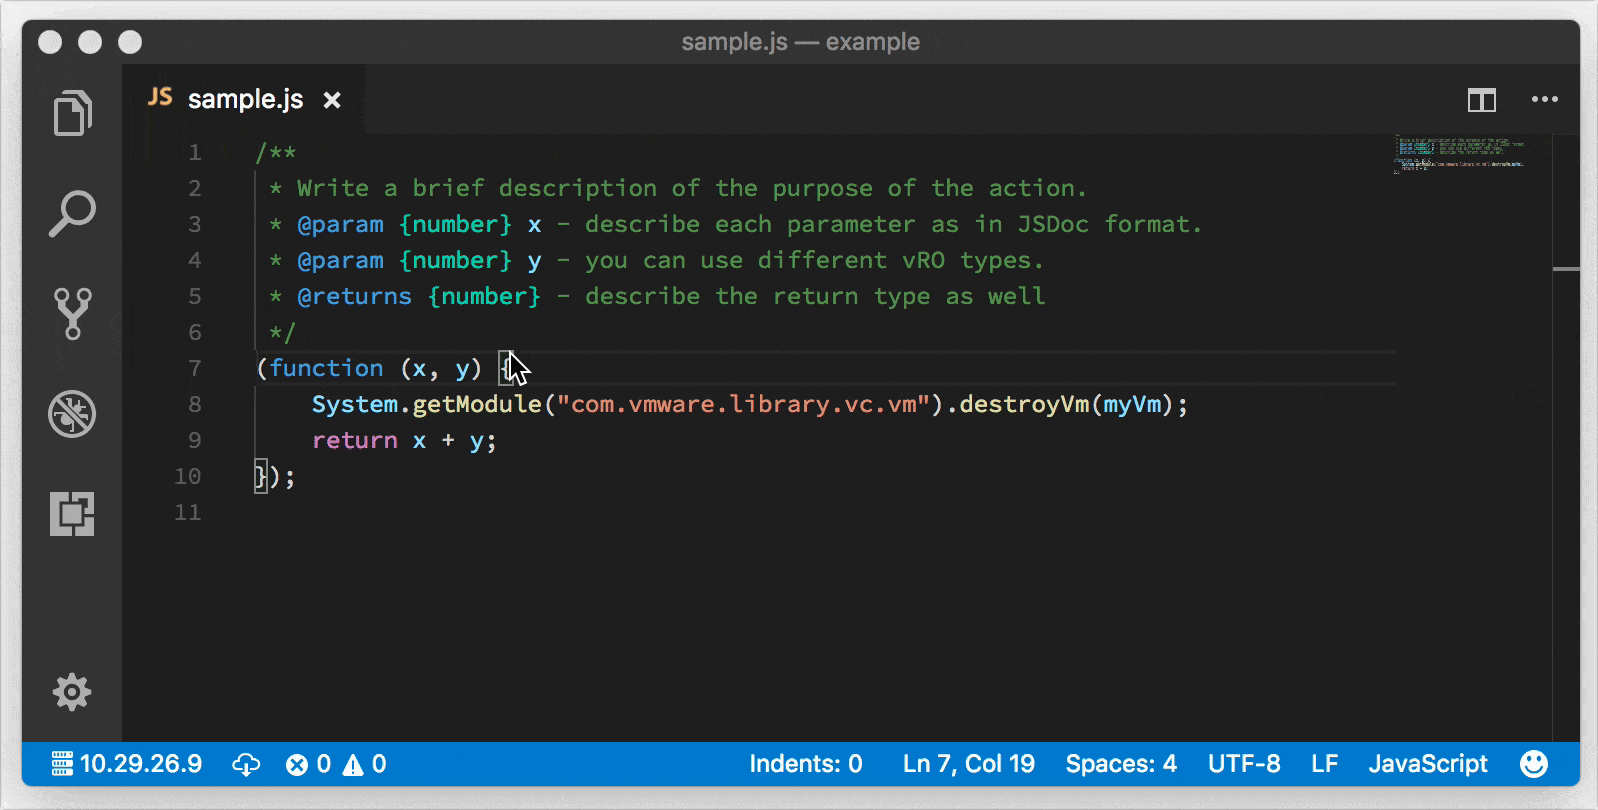 sample.js — example
JS sample.js ×
1 /**
2  * Write a brief description of the purpose of the action.
3  * @param {number} x - describe each parameter as in JSDoc format.
4  * @param {number} y - you can use different vRO types.
5  * @returns {number} - describe the return type as well
6  */
7 (function (x, y) {
8     System.getModule("com.vmware.library.vc.vm").destroyVm(myVm);
9     return x + y;
10 });
11
10.29.26.9 0 0 Indents: 0 Ln 7, Col 19 Spaces: 4 UTF-8 LF JavaScript